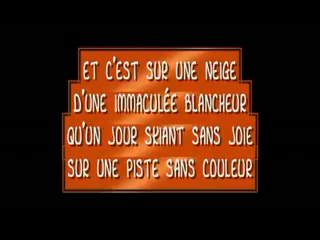 ET C'EST SUR UNE NEIGE
D'UNE IMMACULÉE BLANCHEUR
QU'UN JOUR SKIANT SANS JOIE
SUR UNE PISTE SANS COULEUR